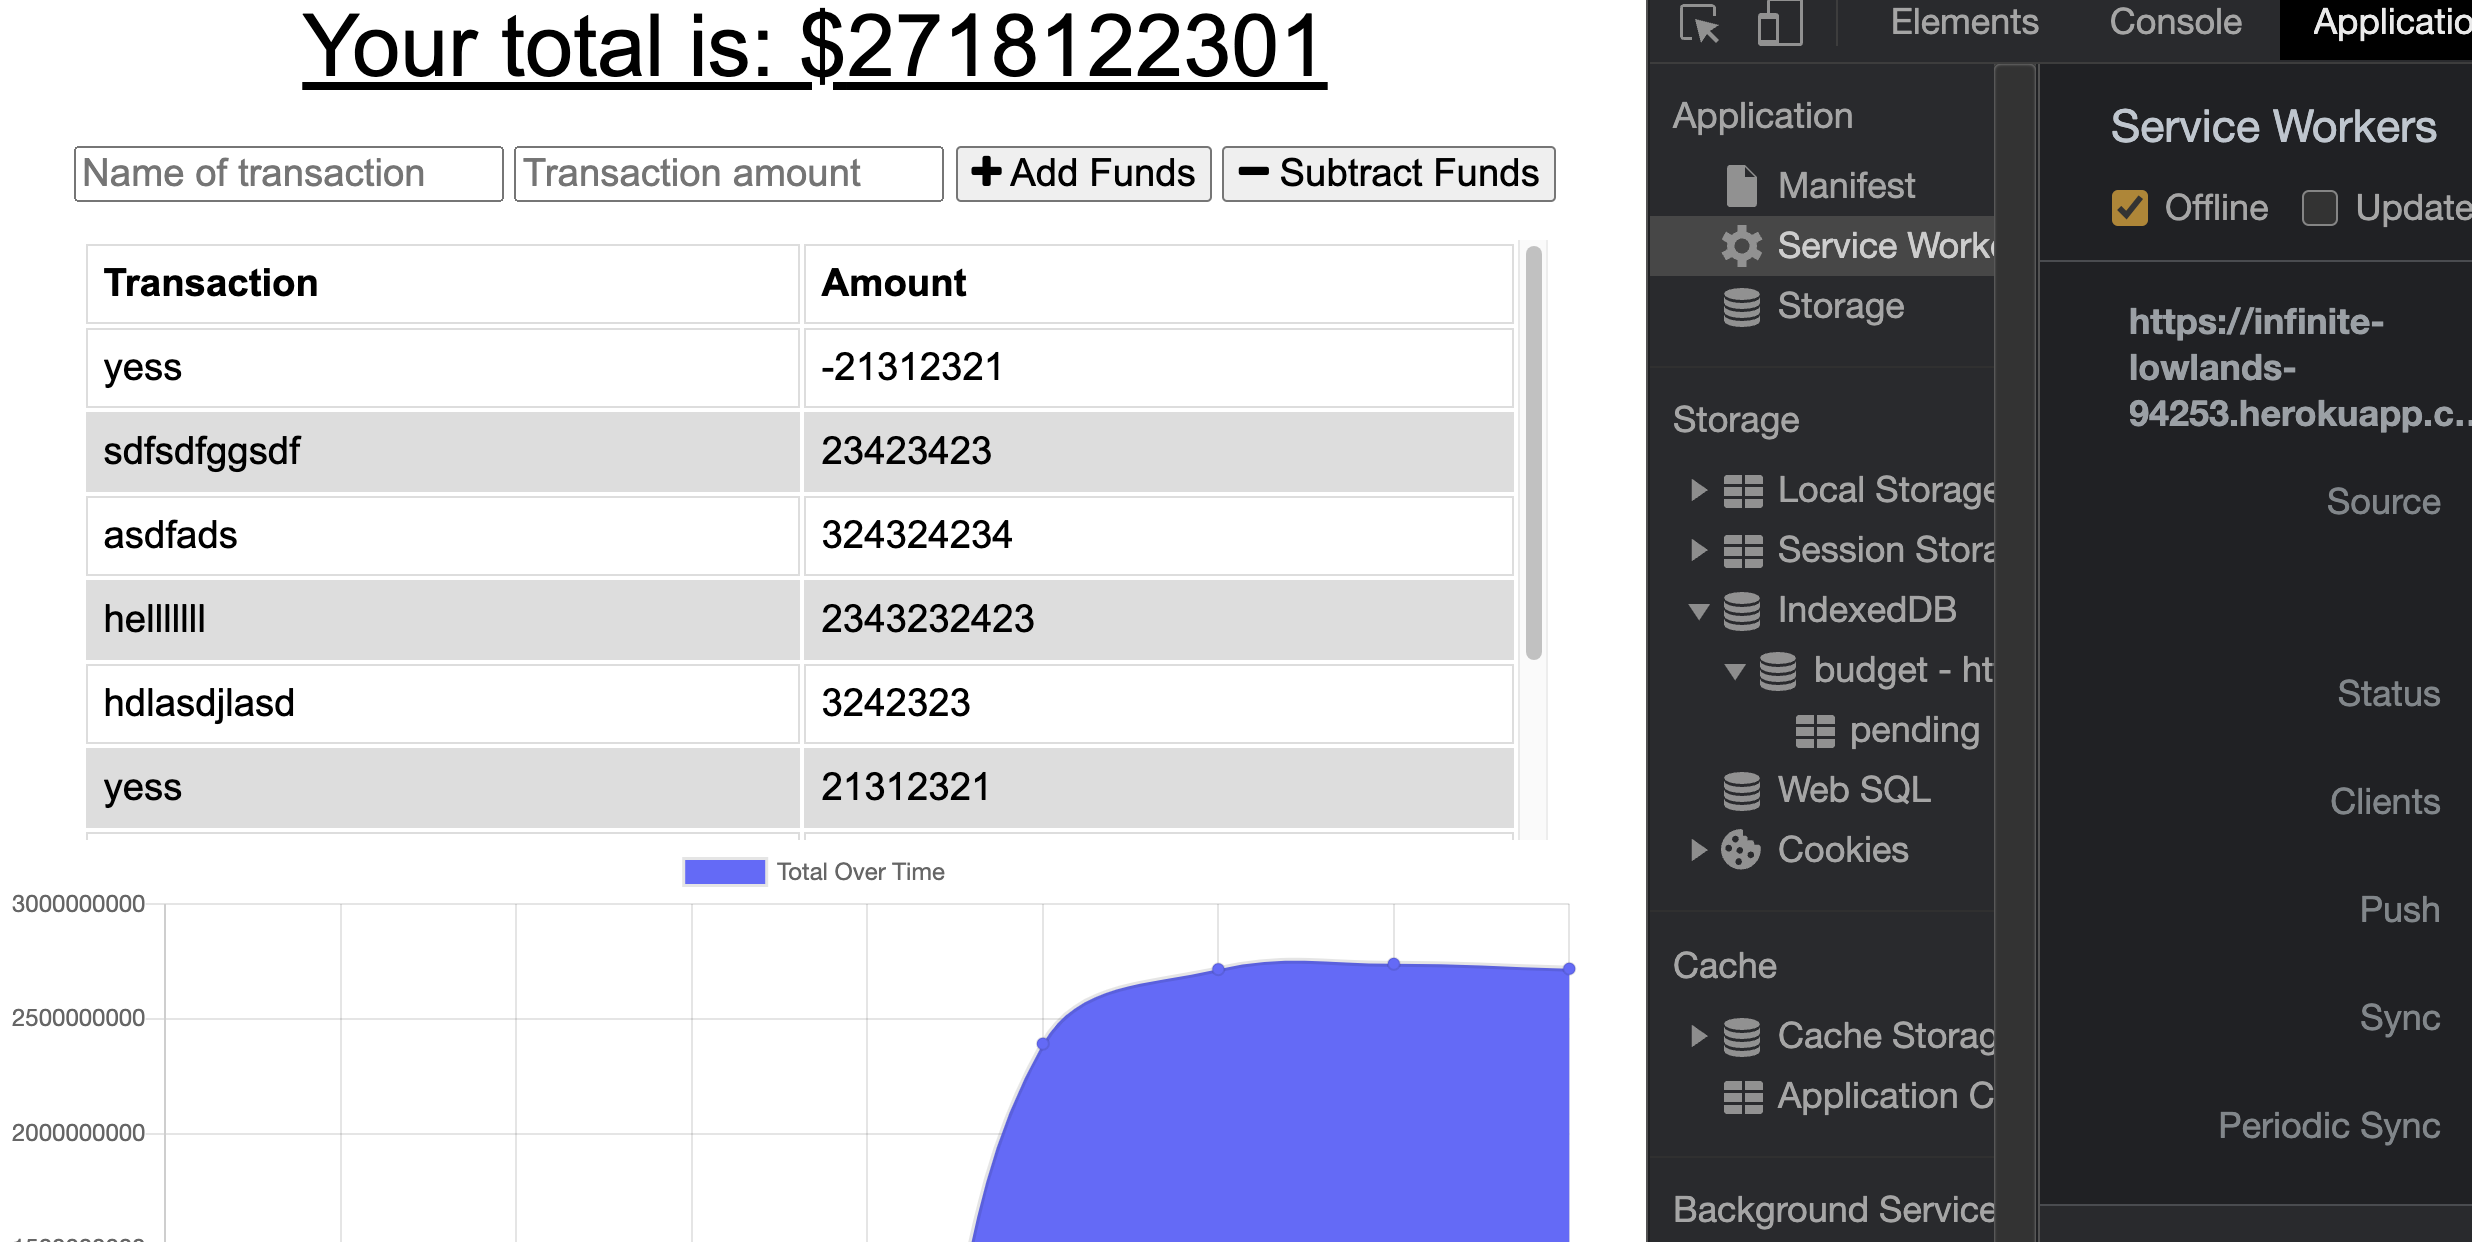 Your total is: $2718122301
Name of transaction
Transaction amount
Add Funds
Subtract Funds
Transaction Amount
yess -21312321
sdfsdfggsdf 23423423
asdfads 324324234
helllllll 2343232423
hdlasdjlasd 3242323
yess 21312321
Total Over Time
3000000000
2500000000
2000000000
Elements Console Applicatio
Application
Manifest
Service Worke
Storage
Storage
Local Storage
Session Stora
IndexedDB
budget - ht
pending
Web SQL
Cookies
Cache
Cache Storag
Application C
Background Service
Service Workers
Offline Update
https://infinite-
lowlands-
94253.herokuapp.c...
Source
Status
Clients
Push
Sync
Periodic Sync